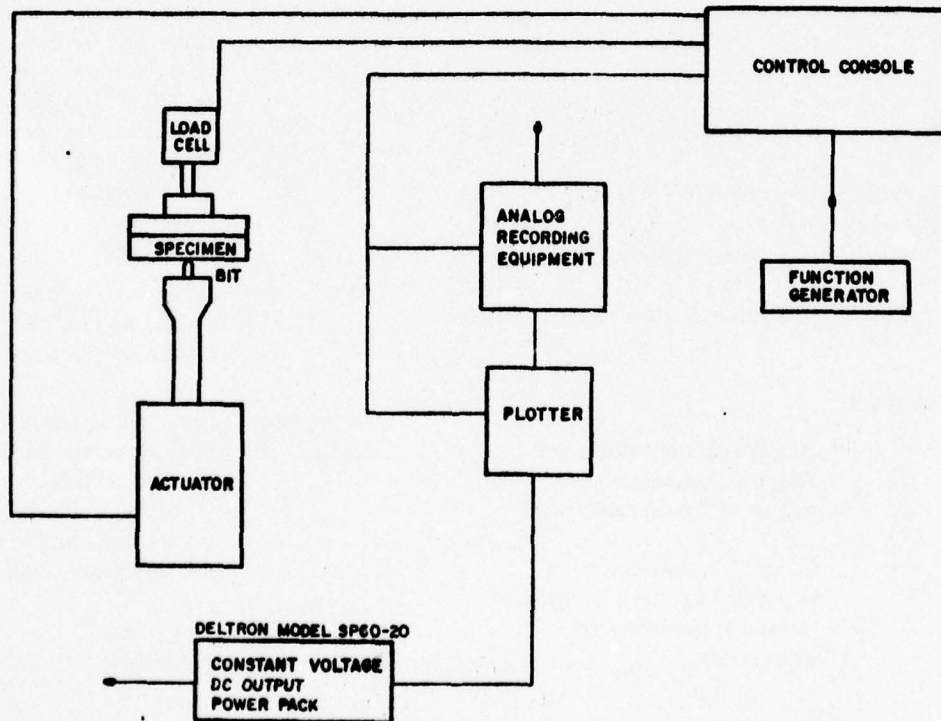 CONTROL CONSOLE
LOAD
CELL
ANALOG
RECORDING
EQUIPMENT
SPECIMEN
BIT
FUNCTION
GENERATOR
PLOTTER
ACTUATOR
DELTRON MODEL SP60-20
CONSTANT VOLTAGE
DC OUTPUT
POWER PACK